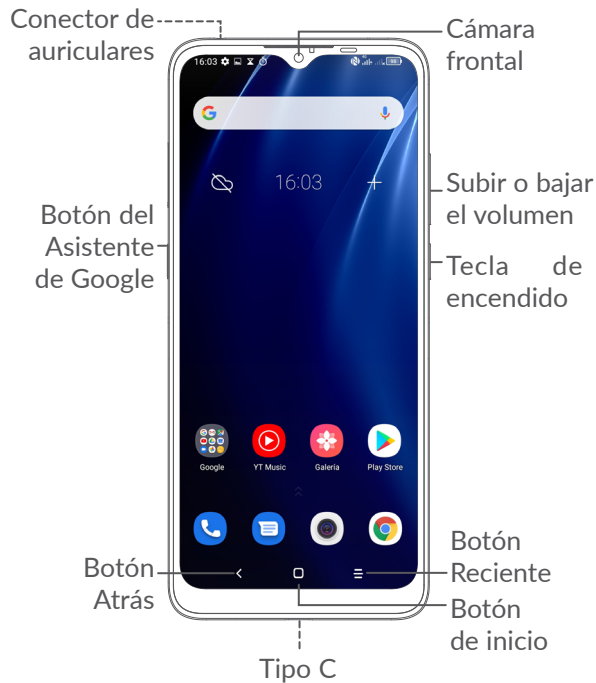 Conector de
auriculares
Cámara
frontal
16:03
16:03
Subir o bajar
el volumen
Botón del
Asistente
de Google
Tecla de
encendido
Google
YT Music
Galería
Play Store
Botón
Atrás
Botón
Reciente
Botón
de inicio
Tipo C